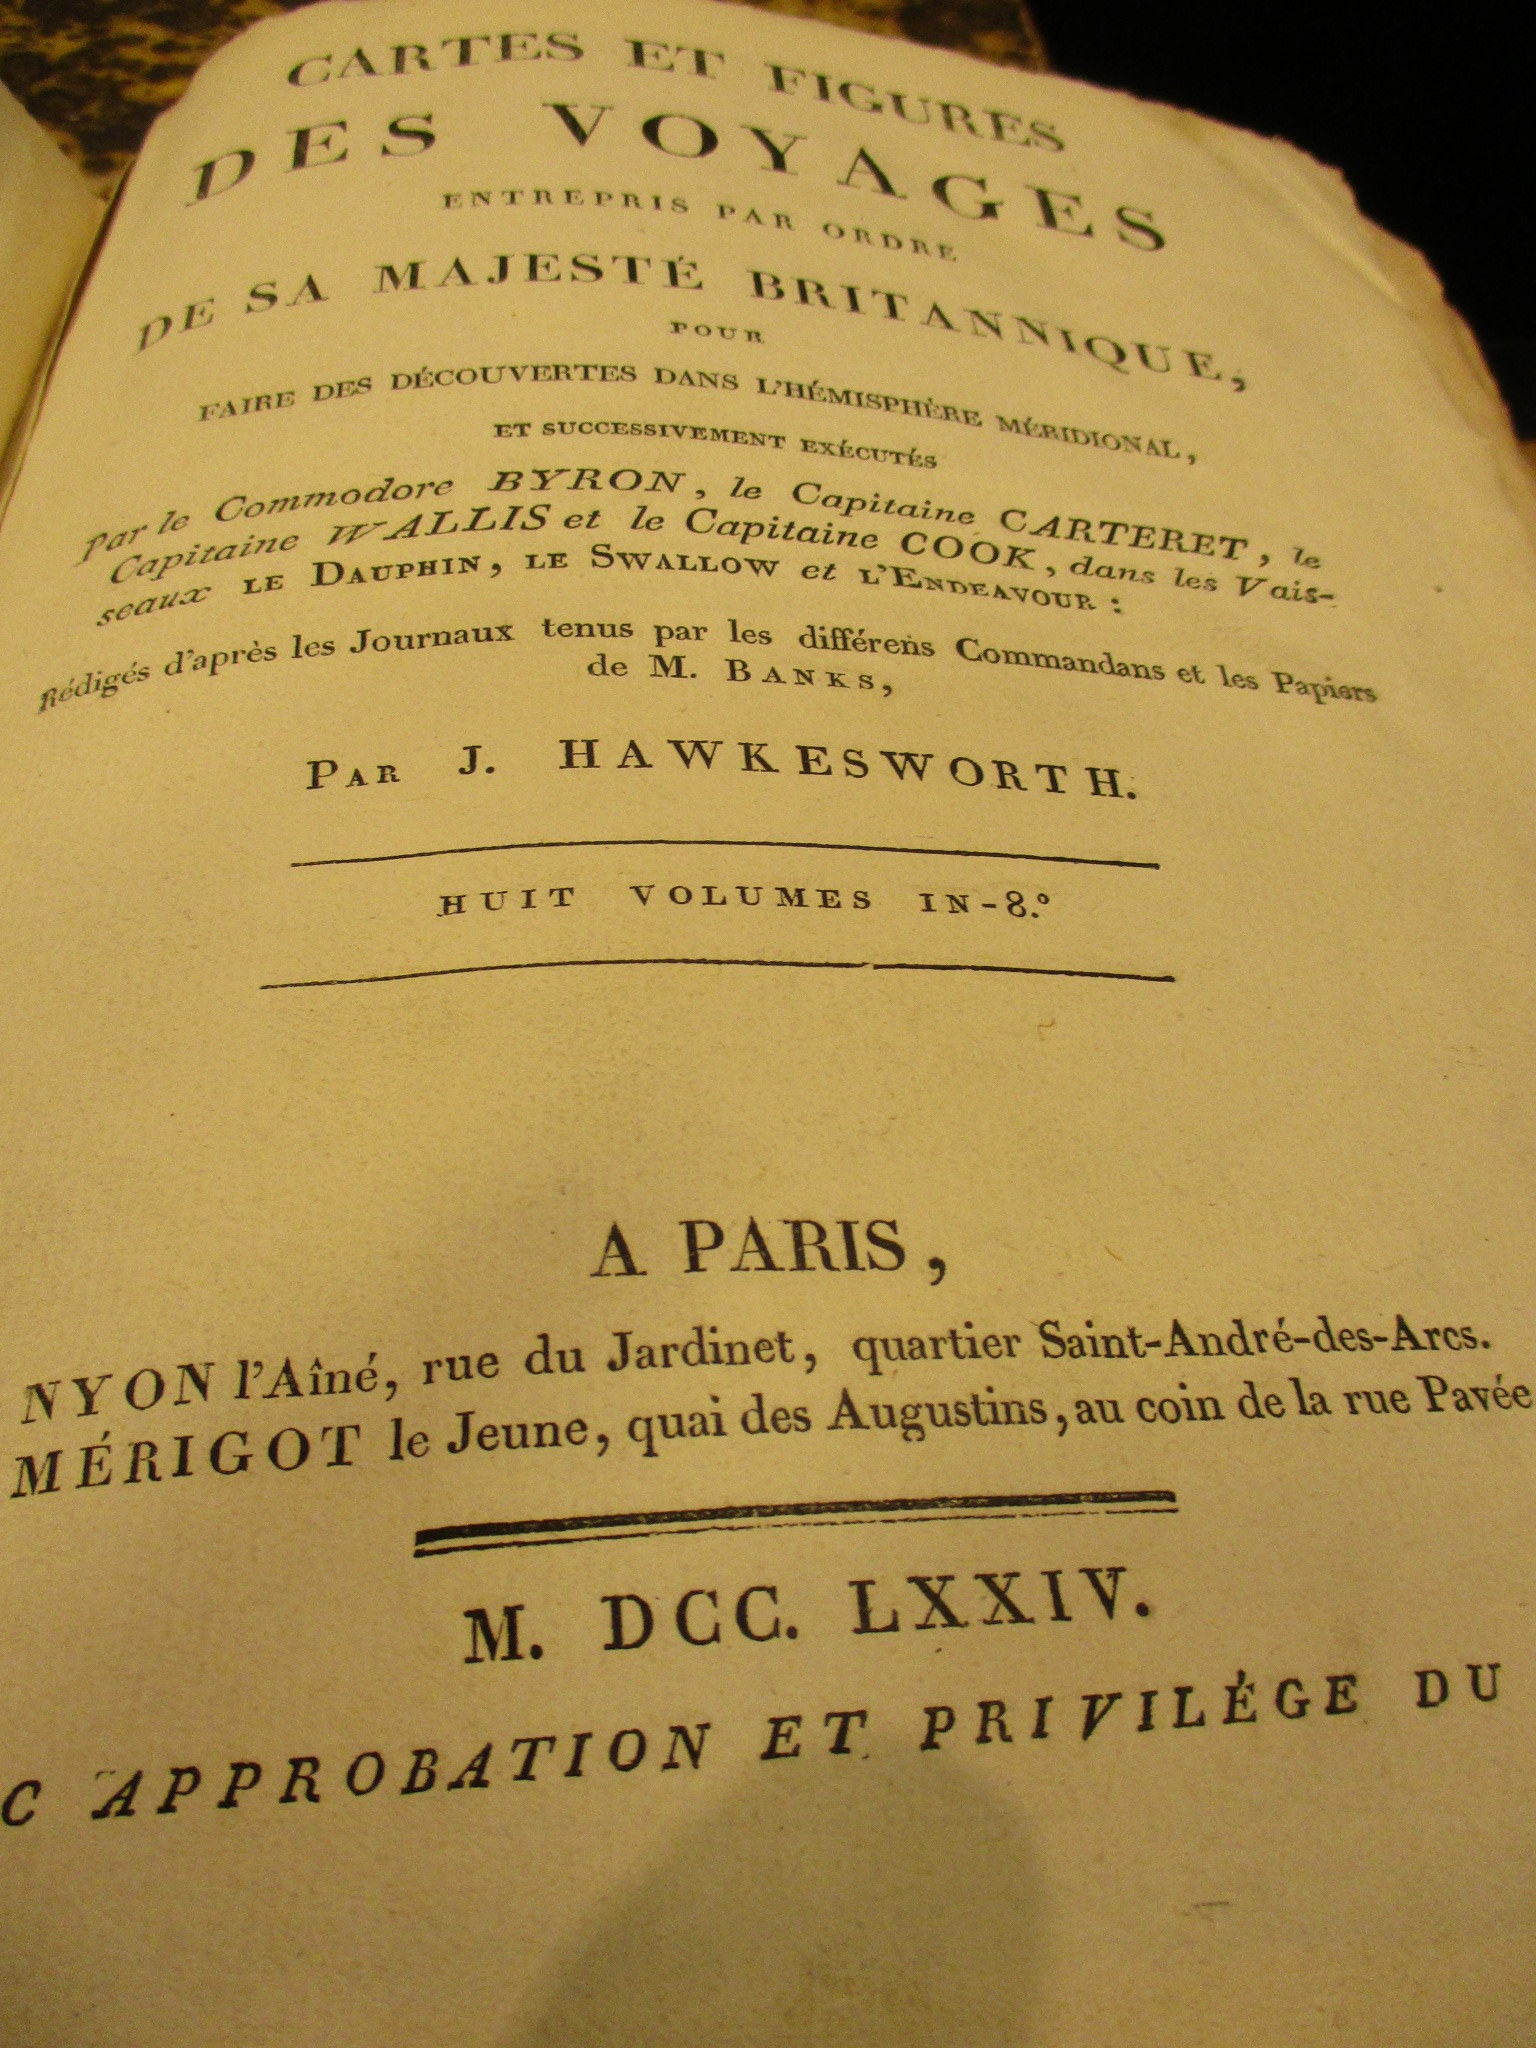 CARTES ET FIGURES
DES VOYAGES
ENTREPRIS PAR ORDRE
DE SA MAJESTÉ BRITANNIQUE,
POUR
FAIRE DES DÉCOUVERTES DANS L'HÉMISPHÈRE MÉRIDIONAL,
ET SUCCESSIVEMENT EXÉCUTÉS
par le Commodore BYRON, le Capitaine CARTERET, le
Capitaine WALLIS et le Capitaine COOK, dans les Vais-
seaux LE DAUPHIN, LE SWALLOW et L'ENDEAVOUR :
Rédigés d'après les Journaux tenus par les différens Commandans et les Papiers
de M. BANKS,
PAR J. HAWKESWORTH.
HUIT VOLUMES IN-8.º
A PARIS,
NYON l'Aîné, rue du Jardinet, quartier Saint-André-des-Arcs.
MÉRIGOT le Jeune, quai des Augustins, au coin de la rue Pavée
M. DCC. LXXIV.
C APPROBATION ET PRIVILÉGE DU